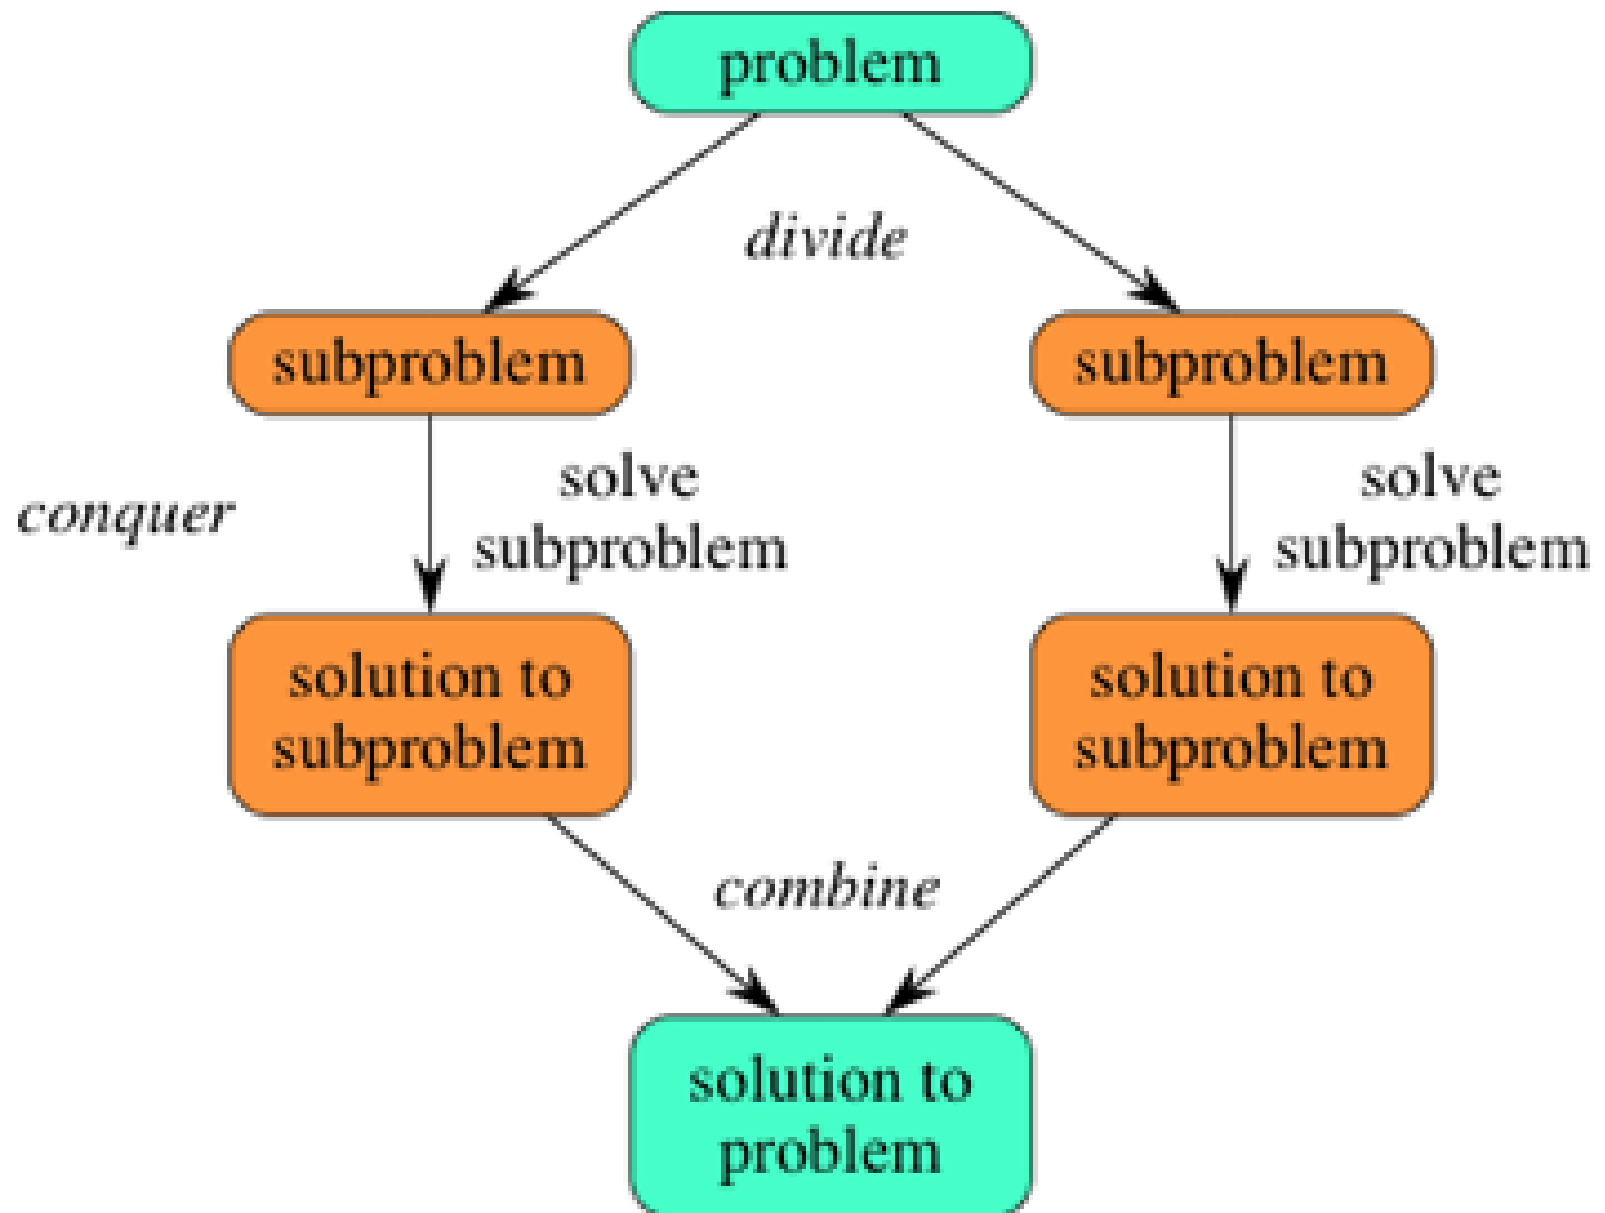 problem
divide
subproblem
subproblem
conquer
solve
subproblem
solve
subproblem
solution to
subproblem
solution to
subproblem
combine
solution to
problem